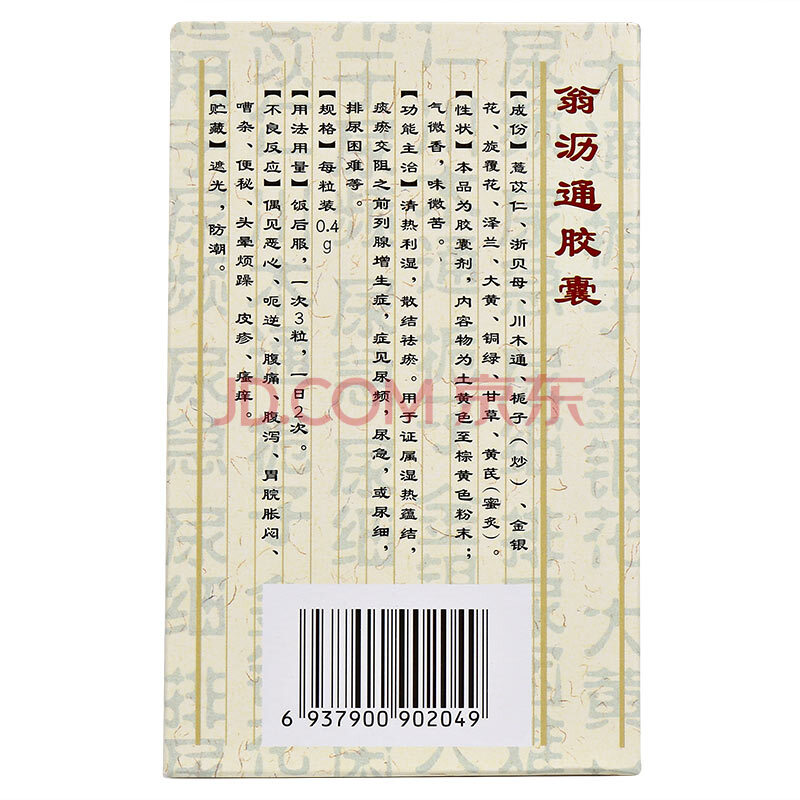 翁沥通胶囊
【成份】薏苡仁、浙贝母、川木通、栀子(炒)、金银
花、旋覆花、泽兰、大黄、铜绿、甘草、黄芪(蜜炙)。
【性状】本品为胶囊剂，内容物为土黄色至棕黄色粉末；
气微香，味微苦。
【功能主治】清热利湿，散结祛瘀。用于证属湿热蕴结，
痰瘀交阻之前列腺增生症，症见尿频，尿急，或尿细，
排尿困难等。
【规格】每粒装0.4g
【用法用量】饭后服，一次3粒，一日2次。
【不良反应】偶见恶心、呃逆、腹痛、腹泻、胃脘胀闷、
嘈杂、便秘、头晕烦躁、皮疹、瘙痒。
【贮藏】遮光，防潮。
JD.COM 京东
6 937900 902049